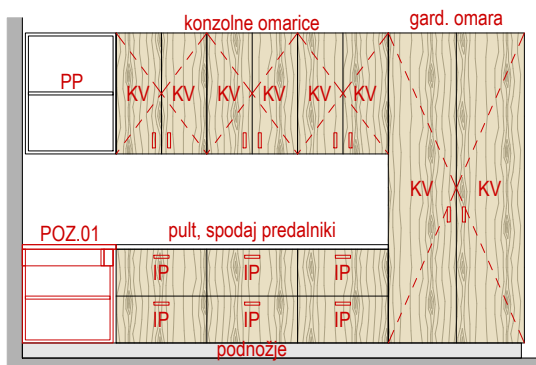 konzolne omarice
gard. omara
PP
KV KV KV KV KV KV
KV KV
POZ.01
pult, spodaj predalniki
IP IP IP
IP IP IP
podnožje